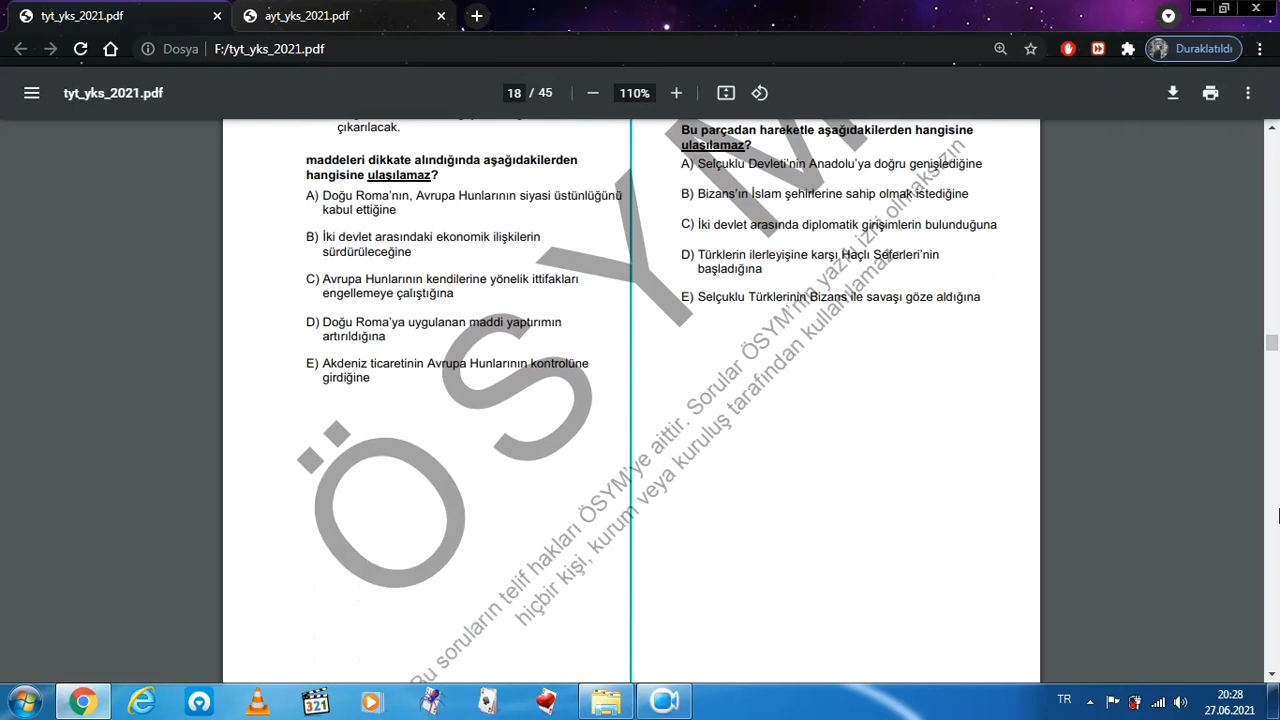 tyt_yks_2021.pdf
ayt_yks_2021.pdf
Dosya
F:/tyt_yks_2021.pdf
Duraklatıldı
tyt_yks_2021.pdf
18 / 45
110%
çıkarılacak.
maddeleri dikkate alındığında aşağıdakilerden
hangisine ulaşılamaz?
A) Doğu Roma’nın, Avrupa Hunlarının siyasi üstünlüğünü
kabul ettiğine
B) İki devlet arasındaki ekonomik ilişkilerin
sürdürüleceğine
C) Avrupa Hunlarının kendilerine yönelik ittifakları
engellemeye çalıştığına
D) Doğu Roma’ya uygulanan maddi yaptırımın
artırıldığına
E) Akdeniz ticaretinin Avrupa Hunlarının kontrolüne
girdiğine
Bu parçadan hareketle aşağıdakilerden hangisine
ulaşılamaz?
A) Selçuklu Devleti’nin Anadolu’ya doğru genişlediğine
B) Bizans’ın İslam şehirlerine sahip olmak istediğine
C) İki devlet arasında diplomatik girişimlerin bulunduğuna
D) Türklerin ilerleyişine karşı Haçlı Seferleri’nin
başladığına
E) Selçuklu Türklerinin Bizans ile savaşı göze aldığına
ÖSYM
Bu soruların telif hakları ÖSYM’ye aittir. Sorular ÖSYM’nin yazılı izni olmaksızın
hiçbir kişi, kurum veya kuruluş tarafından kullanılamaz.
321
TR
20:28
27.06.2021